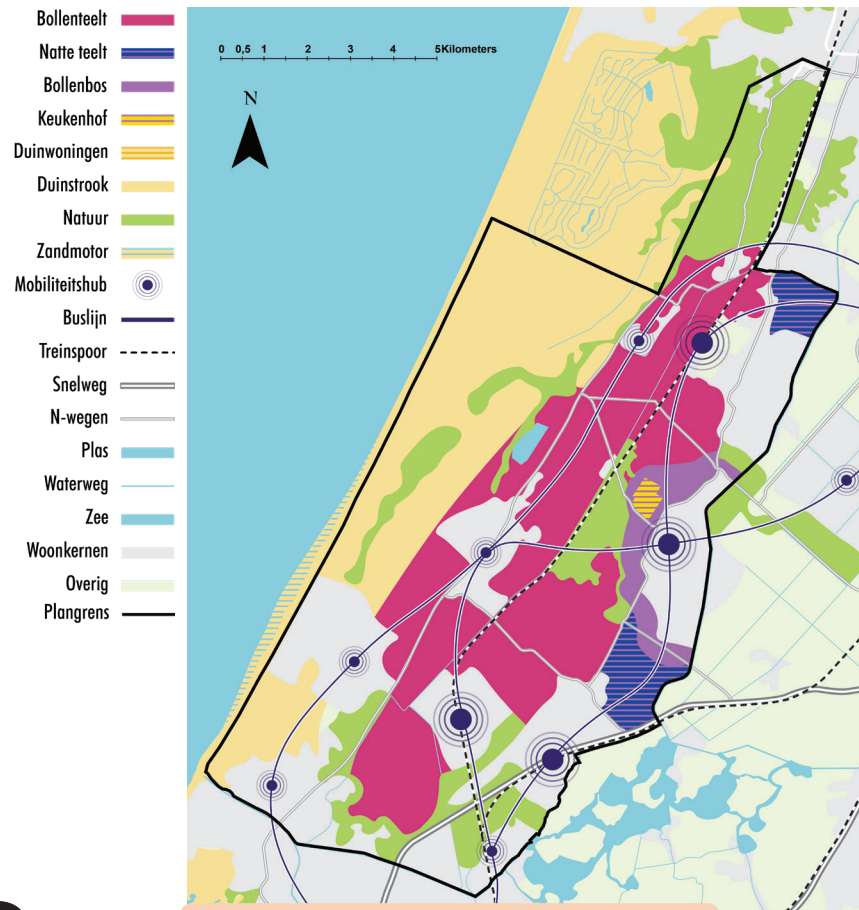 Bollenteelt
Natte teelt
Bollenbos
Keukenhof
Duinwoningen
Duinstrook
Natuur
Zandmotor
Mobiliteitshub
Buslijn
Treinspoor
Snelweg
N-wegen
Plas
Waterweg
Zee
Woonkernen
Overig
Plangrens
0 0,5 1 2 3 4 5Kilometers
N